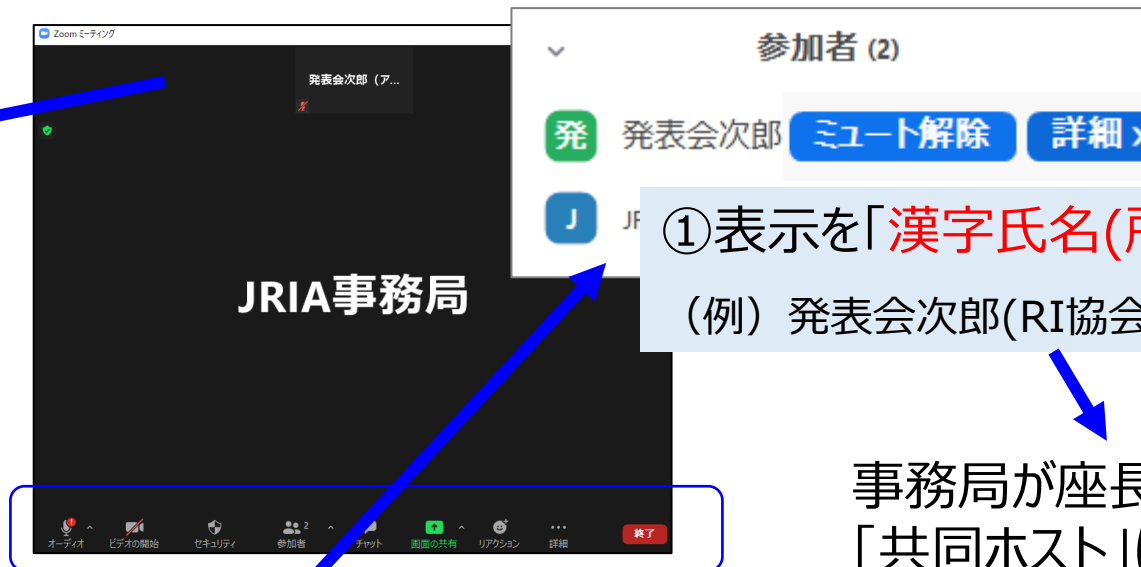 Zoom ミーティング
発表会次郎（ア...
JRIA事務局
オーディオ ビデオの開始 セキュリティ 参加者 2 チャット 画面の共有 リアクション 詳細 終了
参加者 (2)
発 発表会次郎 ミュート解除 詳細
J
①表示を｢漢字氏名(
（例）発表会次郎(RI協会
事務局が座長
｢共同ホスト｣